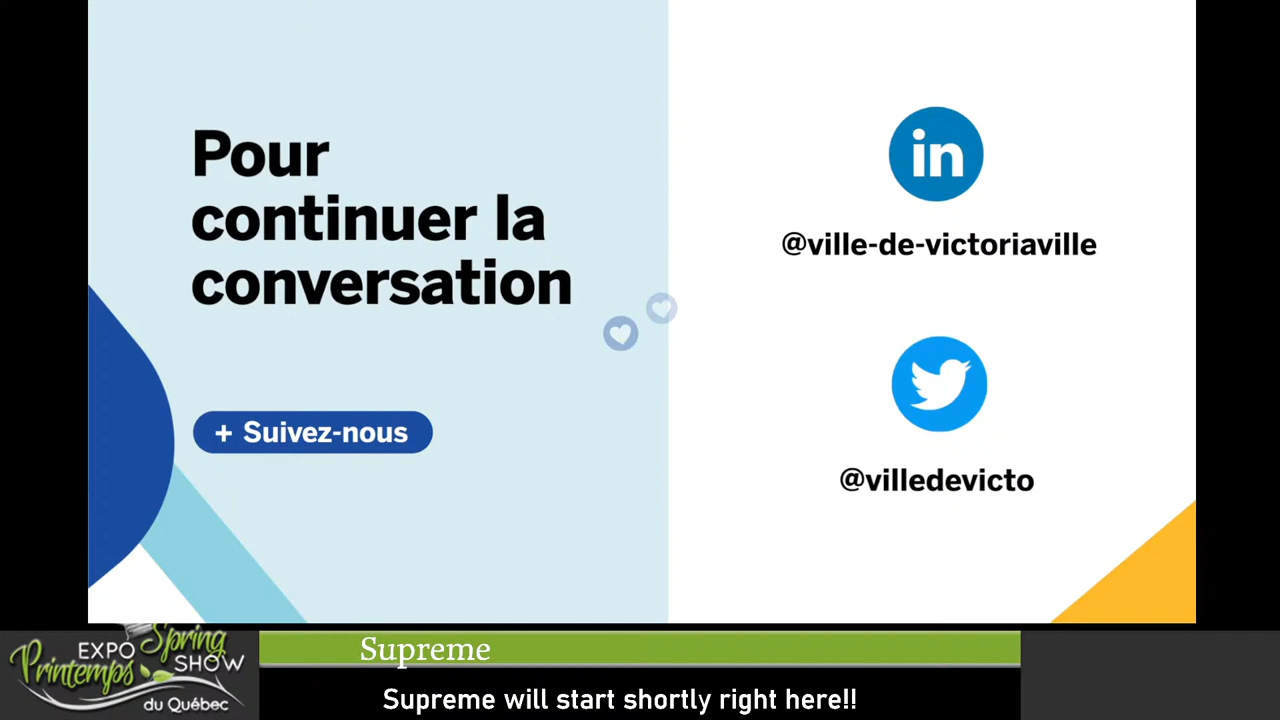 Pour
continuer la
conversation
+ Suivez-nous
in
@ville-de-victoriaville
@villedevicto
EXPO Spring
Printemps SHOW
du Québec
Supreme
Supreme will start shortly right here!!